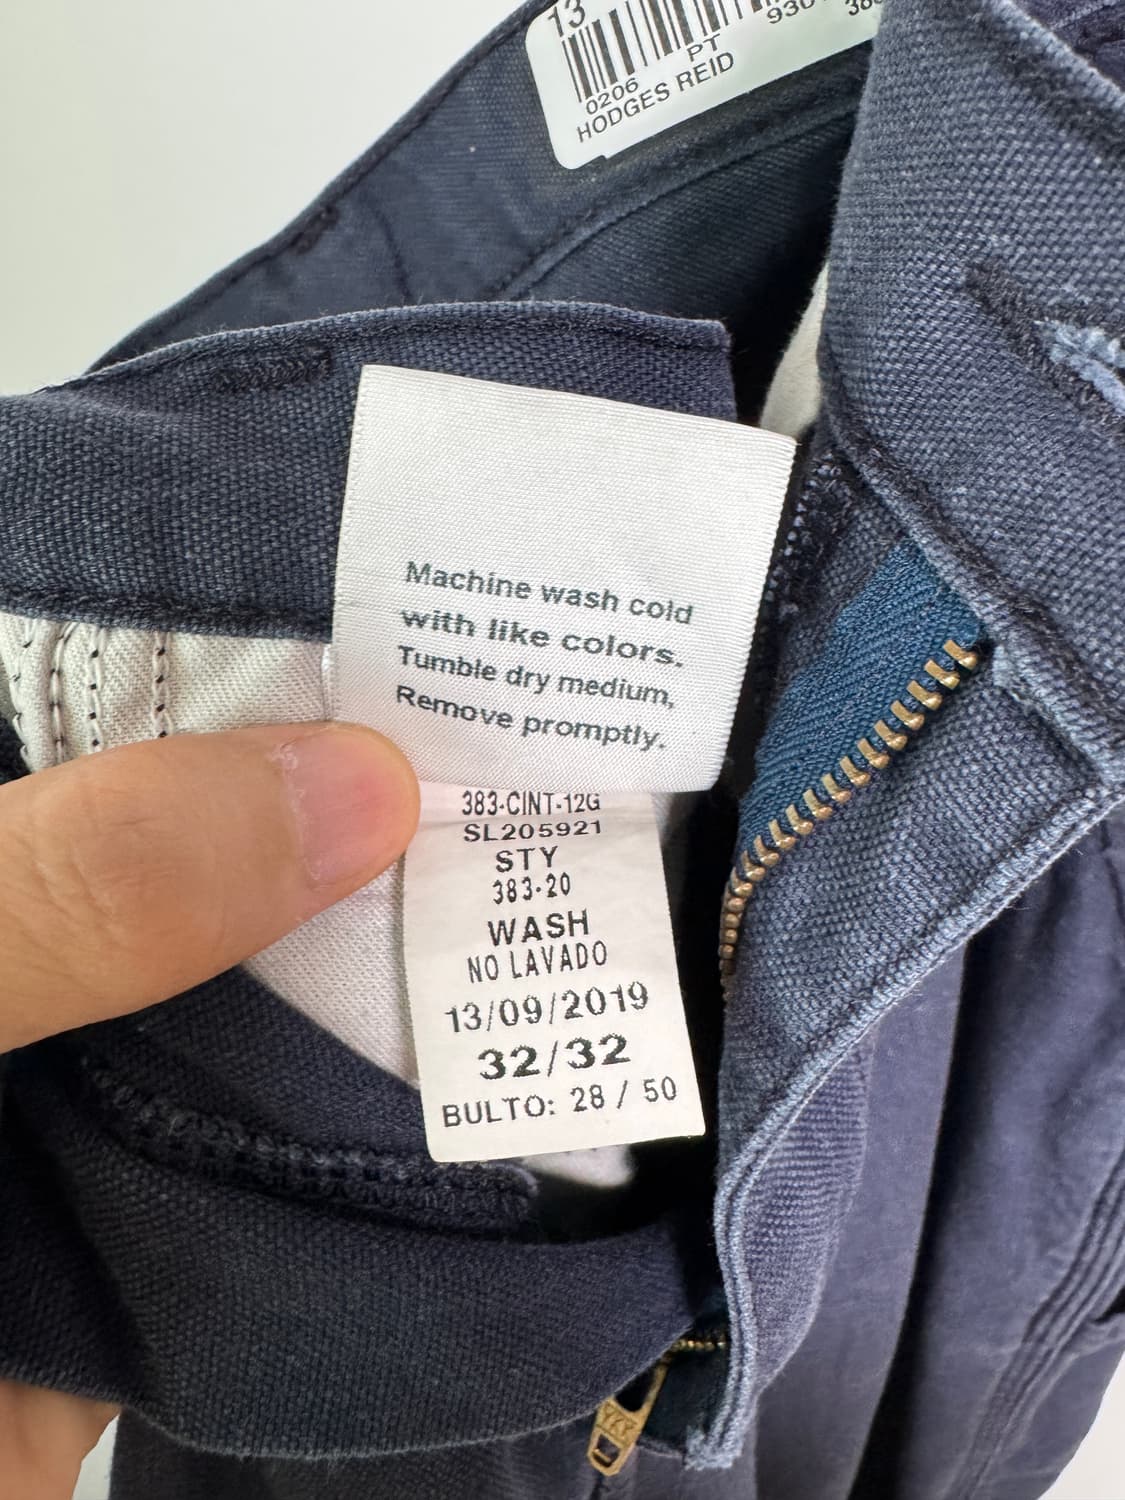 13
0206 PT
HODGES REID
Machine wash cold
with like colors.
Tumble dry medium,
Remove promptly.
383-CINT-12G
SL205921
STY
383-20
WASH
NO LAVADO
13/09/2019
32/32
BULTO: 28 / 50
YKK